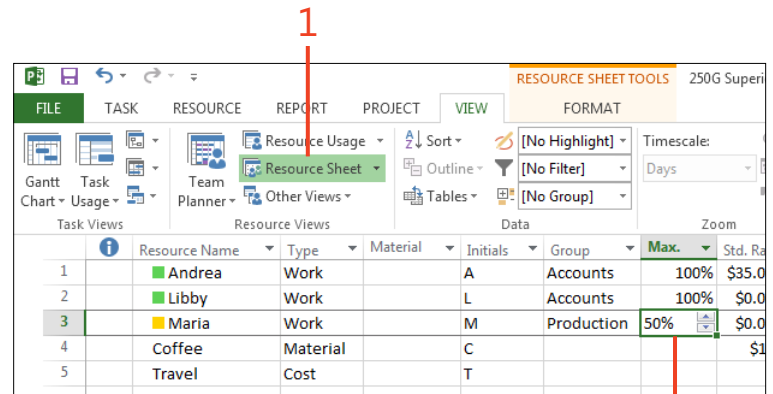 1
RESOURCE SHEET TOOLS 250G Superi
FILE TASK RESOURCE REPORT PROJECT VIEW FORMAT
Resource Usage Sort [No Highlight] Timescale:
Resource Sheet Outline [No Filter] Days
Gantt Chart Task Usage Team Planner Other Views Tables [No Group]
Task Views Resource Views Data Zoom
Resource Name Type Material Initials Group Max. Std. Ra
1 Andrea Work A Accounts 100% $35.0
2 Libby Work L Accounts 100% $0.0
3 Maria Work M Production 50% $0.0
4 Coffee Material C $1
5 Travel Cost T